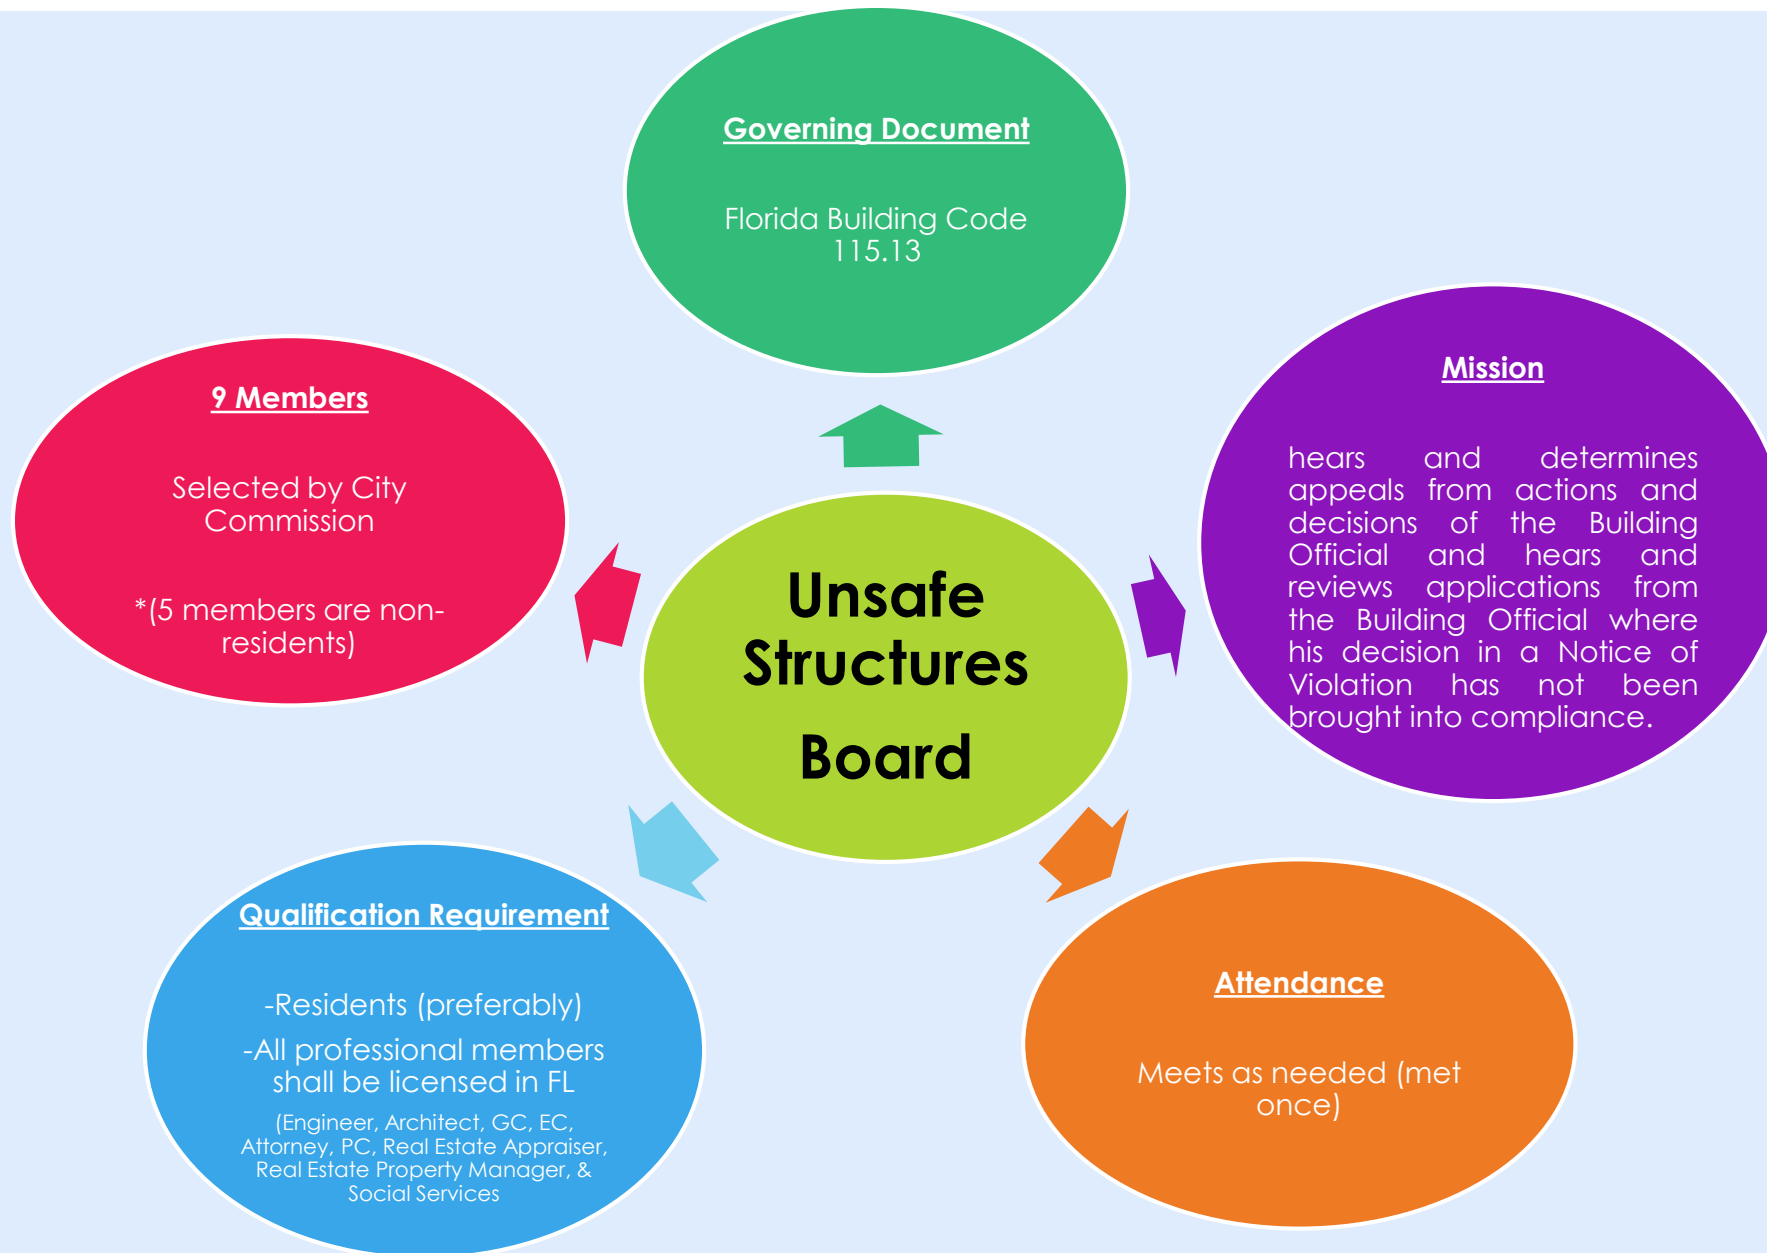 Governing Document
Florida Building Code
115.13
9 Members
Selected by City
Commission
*(5 members are non-
residents)
Mission
hears and determines
appeals from actions and
decisions of the Building
Official and hears and
reviews applications from
the Building Official where
his decision in a Notice of
Violation has not been
brought into compliance.
Unsafe
Structures
Board
Qualification Requirement
-Residents (preferably)
-All professional members
shall be licensed in FL
(Engineer, Architect, GC, EC,
Attorney, PC, Real Estate Appraiser,
Real Estate Property Manager, &
Social Services
Attendance
Meets as needed (met
once)